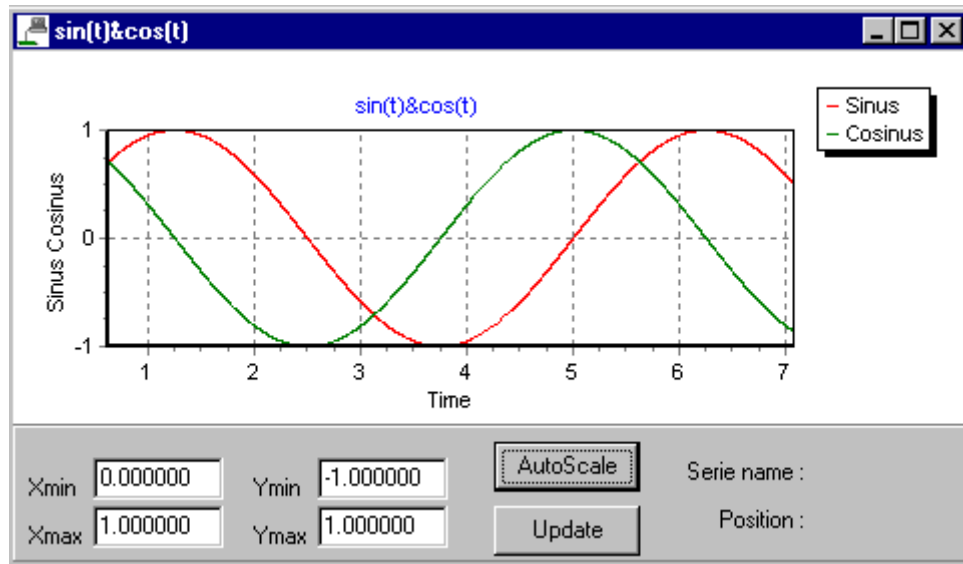 sin(t)&cos(t)
sin(t)&cos(t)
Sinus
Cosinus
Sinus Cosinus
1
0
-1
1 2 3 4 5 6 7
Time
Xmin 0.000000 Ymin -1.000000 AutoScale Serie name :
Xmax 1.000000 Ymax 1.000000 Update Position :